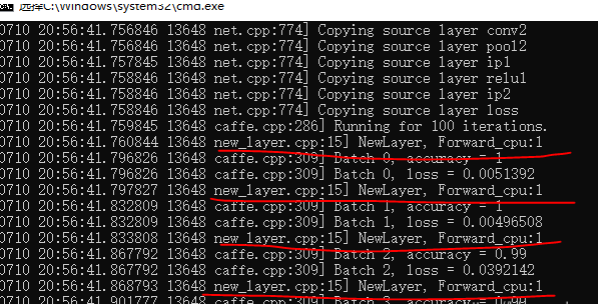 选择C:\Windows\system32\cmd.exe
0710 20:56:41.756846 13648 net.cpp:774] Copying source layer conv2
0710 20:56:41.756846 13648 net.cpp:774] Copying source layer pool2
0710 20:56:41.757845 13648 net.cpp:774] Copying source layer ip1
0710 20:56:41.757845 13648 net.cpp:774] Copying source layer relu1
0710 20:56:41.758845 13648 net.cpp:774] Copying source layer ip2
0710 20:56:41.758845 13648 net.cpp:774] Copying source layer loss
0710 20:56:41.759845 13648 caffe.cpp:286] Running for 100 iterations.
0710 20:56:41.760844 13648 new_layer.cpp:15] NewLayer, Forward_cpu:1
0710 20:56:41.796826 13648 caffe.cpp:309] Batch 0, accuracy = 1
0710 20:56:41.796826 13648 caffe.cpp:309] Batch 0, loss = 0.0051392
0710 20:56:41.797827 13648 new_layer.cpp:15] NewLayer, Forward_cpu:1
0710 20:56:41.832809 13648 caffe.cpp:309] Batch 1, accuracy = 1
0710 20:56:41.832809 13648 caffe.cpp:309] Batch 1, loss = 0.00496508
0710 20:56:41.833808 13648 new_layer.cpp:15] NewLayer, Forward_cpu:1
0710 20:56:41.867792 13648 caffe.cpp:309] Batch 2, accuracy = 0.99
0710 20:56:41.867792 13648 caffe.cpp:309] Batch 2, loss = 0.0392142
0710 20:56:41.868793 13648 new_layer.cpp:15] NewLayer, Forward_cpu:1
0710 20:56:41.901777 13648 caffe.cpp:309] Batch 3, accuracy = 0.99